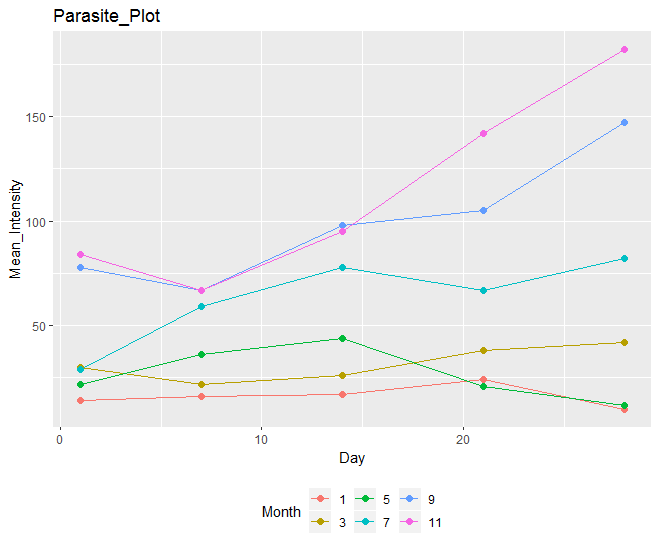 Parasite_Plot
150
100
50
Mean_Intensity
0 10 20
Day
Month 1 5 9
3 7 11